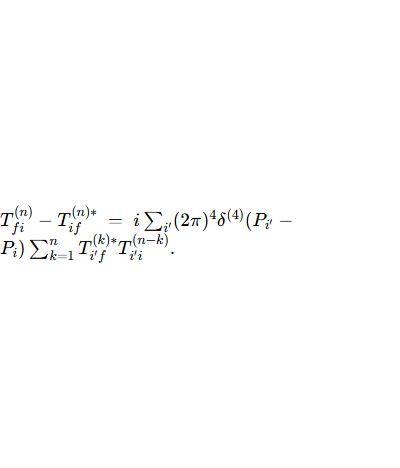 $T_{fi}^{(n)} - T_{if}^{(n)*} \ = \ i \sum_{i'} (2\pi)^4 \delta^{(4)}(P_{i'} -$
$P_i) \sum_{k=1}^{n} T_{i'f}^{(k)*} T_{i'i}^{(n-k)}.$